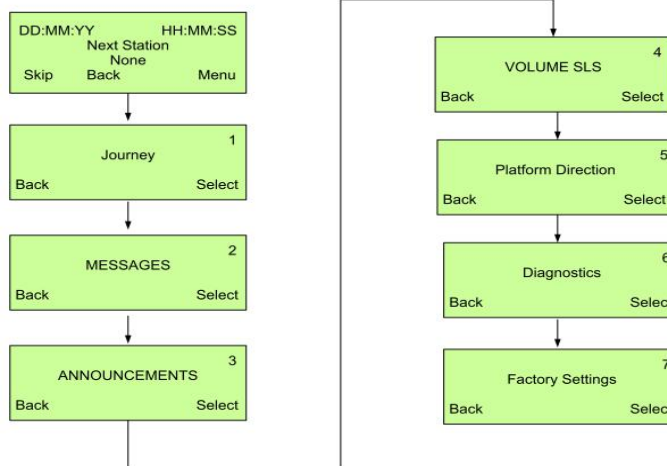 DD:MM:YY HH:MM:SS
Next Station
None
Skip Back Menu
1
Journey
Back Select
2
MESSAGES
Back Select
3
ANNOUNCEMENTS
Back Select
4
VOLUME SLS
Back Select
5
Platform Direction
Back Select
6
Diagnostics
Back Selec
7
Factory Settings
Back Selec